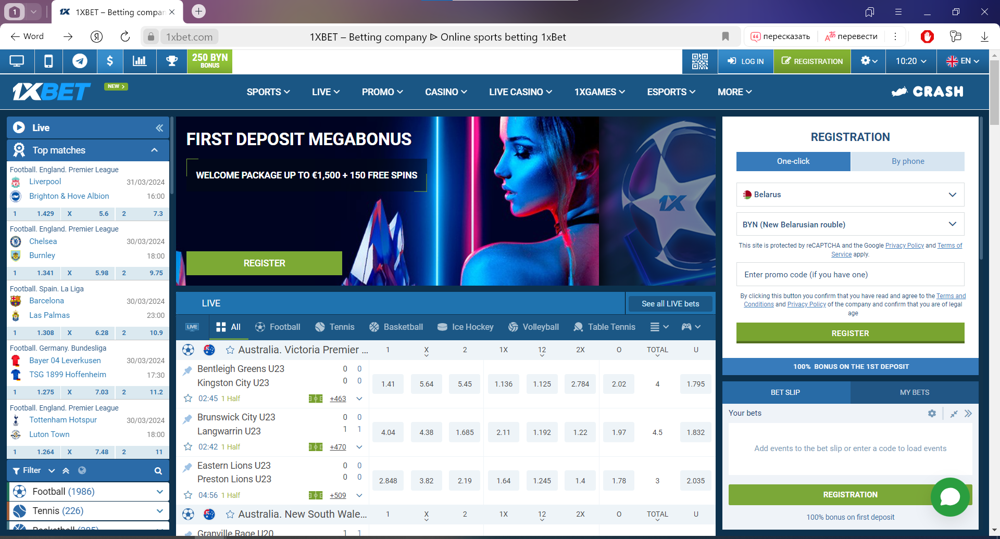 1
1XBET – Betting compan
Word
1xbet.com
1XBET – Betting company ᐉ Online sports betting 1xBet
пересказать
перевести
250 BYN
BONUS
LOG IN
REGISTRATION
10:20
EN
1XBET
NEW
SPORTS
LIVE
PROMO
CASINO
LIVE CASINO
1XGAMES
ESPORTS
MORE
CRASH
Live
Top matches
Football. England. Premier League
Liverpool 31/03/2024
Brighton & Hove Albion 16:00
1 1.429 X 5.6 2 7.3
Football. England. Premier League
Chelsea 30/03/2024
Burnley 18:00
1 1.341 X 5.98 2 9.75
Football. Spain. La Liga
Barcelona 30/03/2024
Las Palmas 23:00
1 1.308 X 6.28 2 10.9
Football. Germany. Bundesliga
Bayer 04 Leverkusen 30/03/2024
TSG 1899 Hoffenheim 17:30
1 1.275 X 7.03 2 11.2
Football. England. Premier League
Tottenham Hotspur 30/03/2024
Luton Town 18:00
1 1.264 X 7.48 2 11
Filter
Football (1986)
Tennis (226)
FIRST DEPOSIT MEGABONUS
WELCOME PACKAGE UP TO €1,500 + 150 FREE SPINS
REGISTER
1X
LIVE
See all LIVE bets
LIVE All Football Tennis Basketball Ice Hockey Volleyball Table Tennis
Australia. Victoria Premier ... 1 X 2 1X 12 2X O TOTAL U
Bentleigh Greens U23 0 0
Kingston City U23 0 0
1.41 5.64 5.45 1.136 1.125 2.784 2.02 4 1.795
02:45 1 Half +463
Brunswick City U23 0 0
Langwarrin U23 1 1
4.04 4.38 1.685 2.11 1.192 1.22 1.97 4.5 1.832
02:42 1 Half +470
Eastern Lions U23 0 0
Preston Lions U23 0 0
2.848 3.82 2.19 1.64 1.245 1.4 1.78 3 2.035
04:56 1 Half +509
Australia. New South Wale... 1 X 2 1X 12 2X O TOTAL U
Granville Rage U20 1 1
REGISTRATION
One-click
By phone
Belarus
BYN (New Belarusian rouble)
This site is protected by reCAPTCHA and the Google Privacy Policy and Terms of
Service apply.
Enter promo code (if you have one)
By clicking this button you confirm that you have read and agree to the Terms and
Conditions and Privacy Policy of the company and confirm that you are of legal
age
REGISTER
100% BONUS ON THE 1ST DEPOSIT
BET SLIP
MY BETS
Your bets
Add events to the bet slip or enter a code to load events
REGISTRATION
100% bonus on first deposit